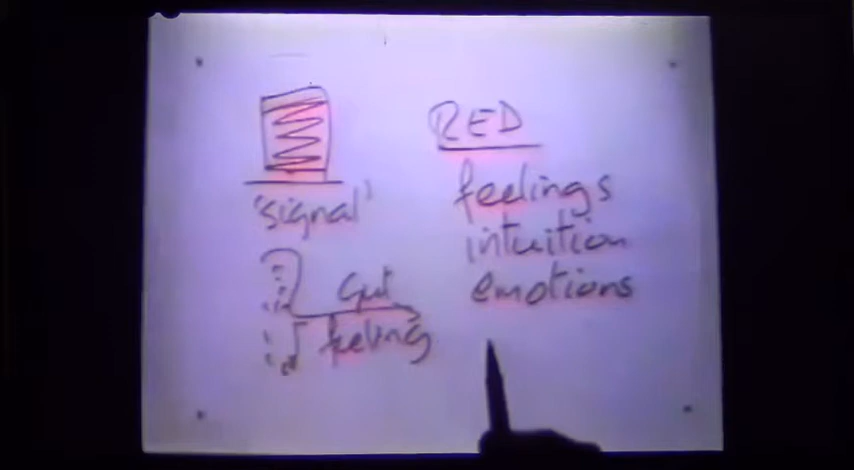 'signal'
Gut
feeling
RED
feelings
intuition
emotions